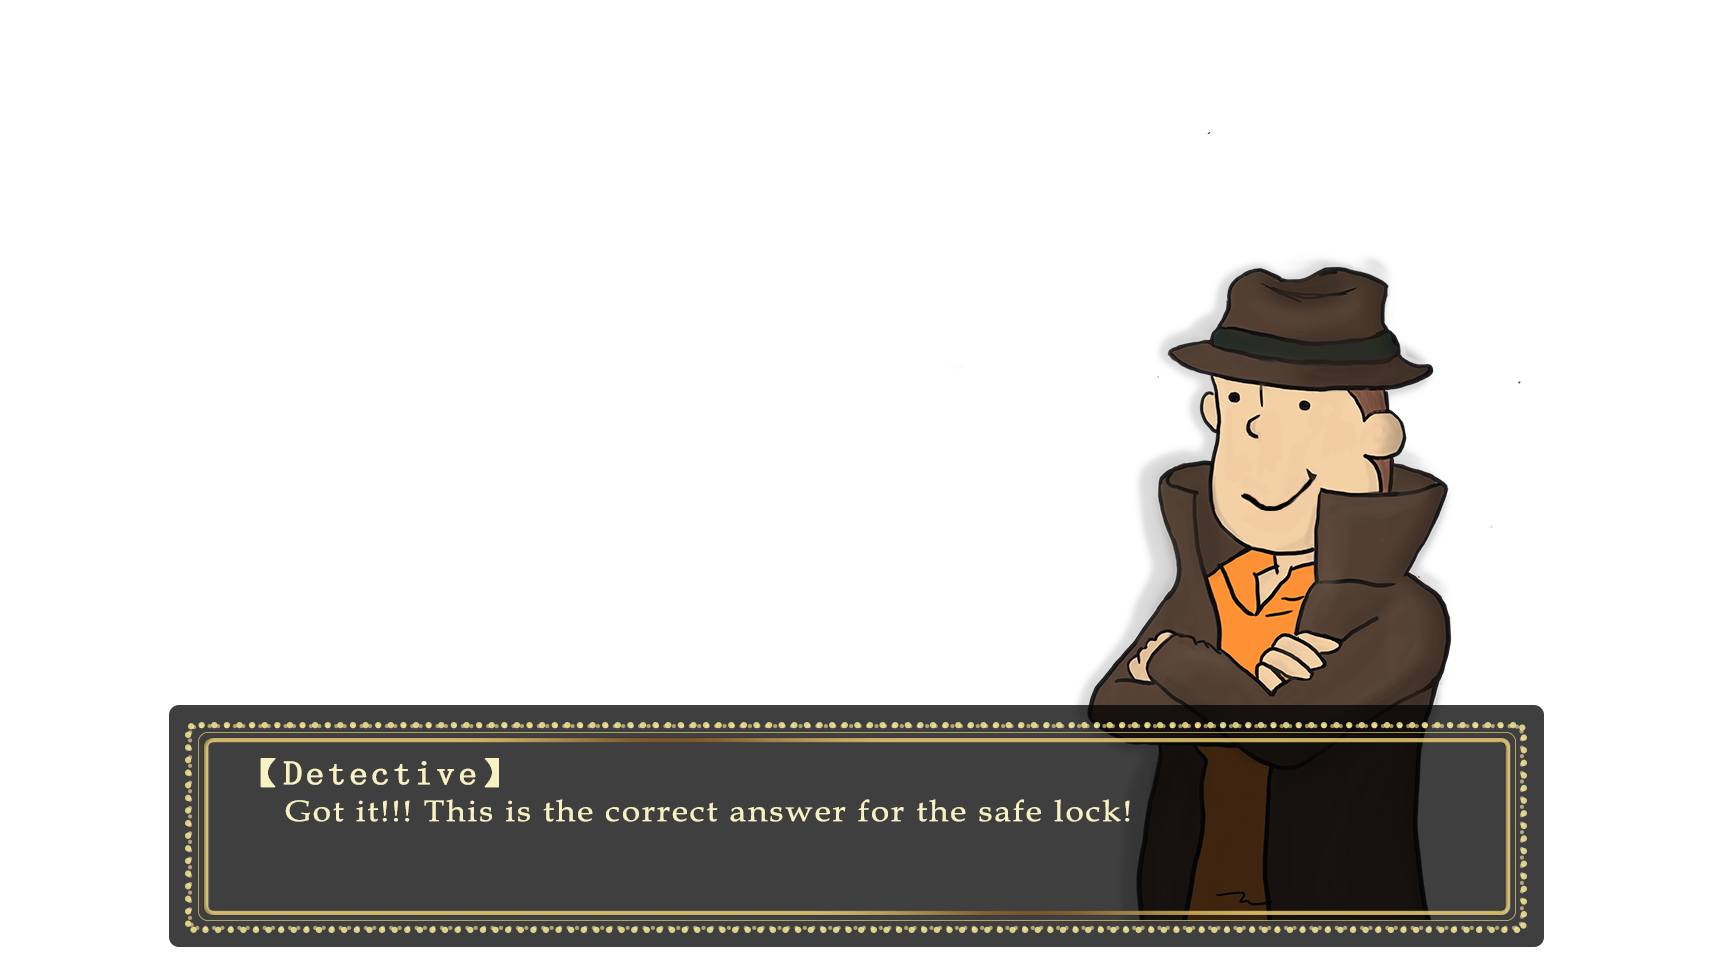 【Detective】
Got it!!! This is the correct answer for the safe lock!